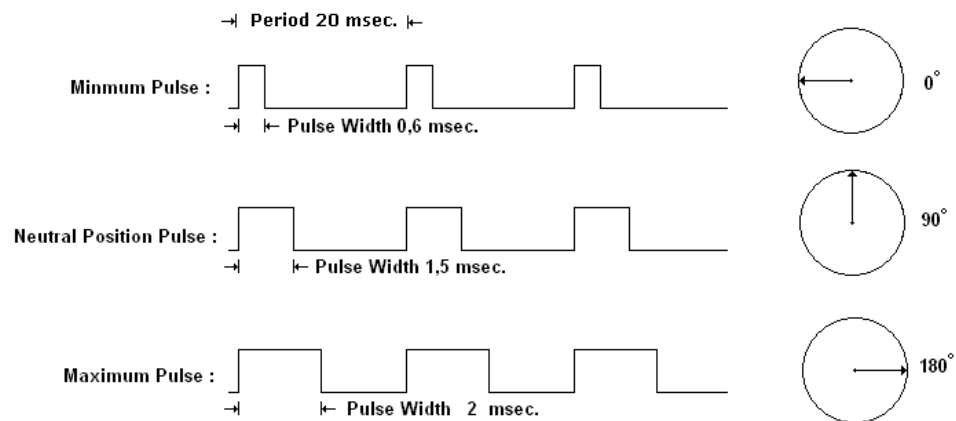 Period 20 msec.
Minmum Pulse :
0°
Pulse Width 0,6 msec.
Neutral Position Pulse :
90°
Pulse Width 1,5 msec.
Maximum Pulse :
180°
Pulse Width 2 msec.